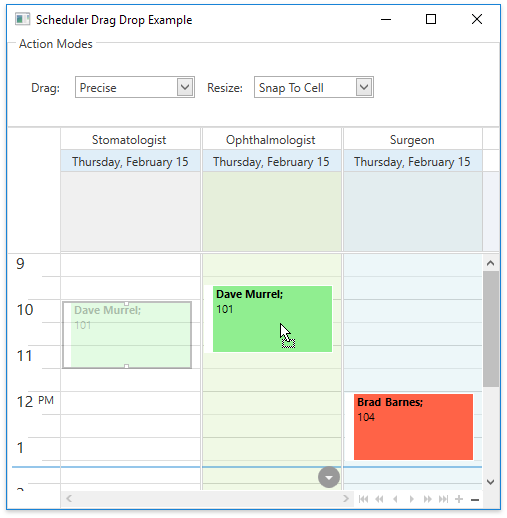 Scheduler Drag Drop Example
Action Modes
Drag: Precise Resize: Snap To Cell
Stomatologist Ophthalmologist Surgeon
Thursday, February 15 Thursday, February 15 Thursday, February 15
9
Dave Murrel;
101
10
Dave Murrel;
101
11
12 PM
Brad Barnes;
104
1